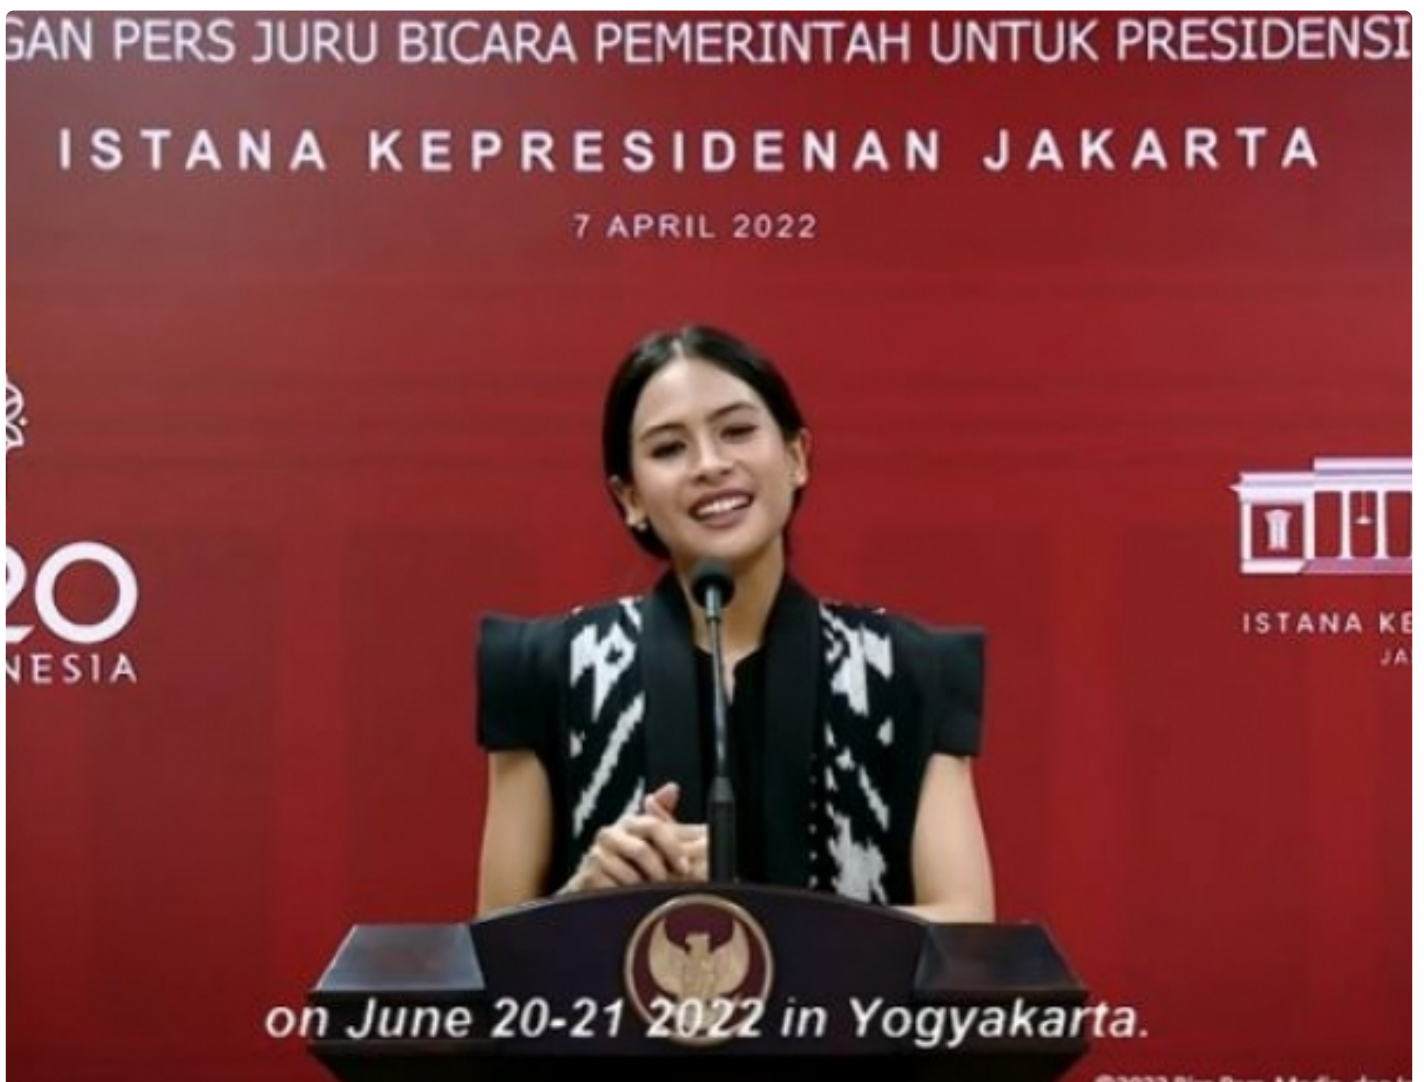 GAN PERS JURU BICARA PEMERINTAH UNTUK PRESIDENSI
ISTANA KEPRESIDENAN JAKARTA
7 APRIL 2022
20
NESIA
ISTANA KE
JA
on June 20-21 2022 in Yogyakarta.